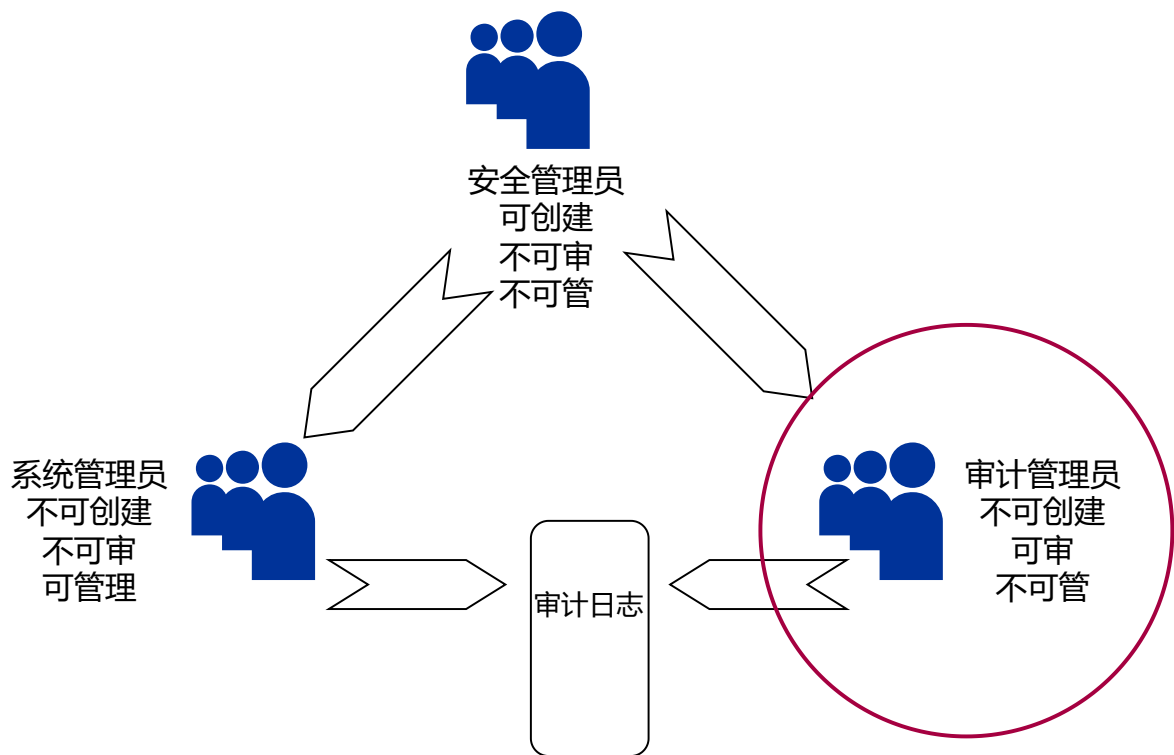 安全管理员
可创建
不可审
不可管
系统管理员
不可创建
不可审
可管理
审计日志
审计管理员
不可创建
可审
不可管